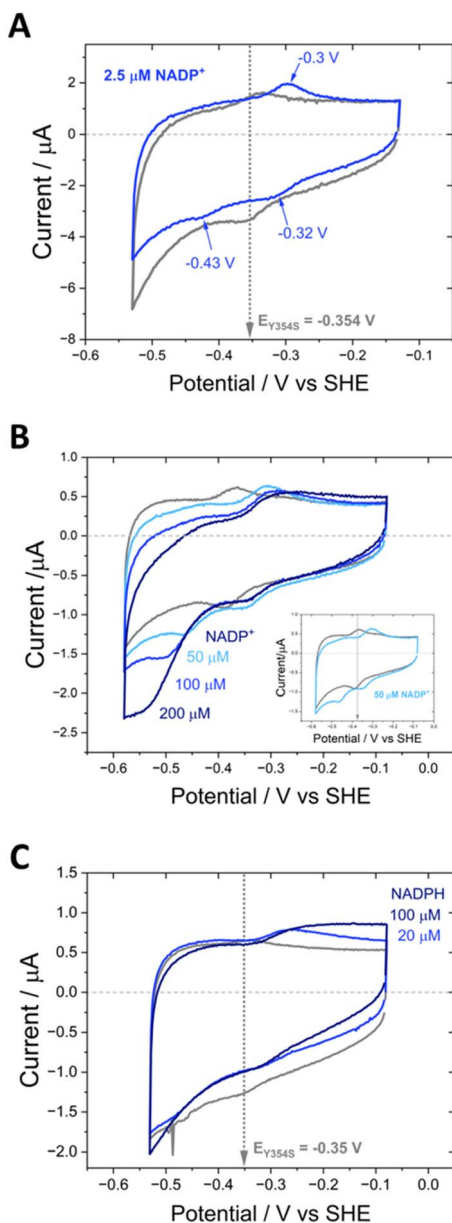 A
2.5 μM NADP⁺
-0.3 V
-0.32 V
-0.43 V
E_Y354S = -0.354 V
Current / μA
4
2
0
−2
−4
−6
−8
−0.6 −0.5 −0.4 −0.3 −0.2 −0.1
Potential / V vs SHE
B
Current /μA
1.0
0.5
0.0
-0.5
-1.0
-1.5
-2.0
-2.5
NADP⁺
50 μM
100 μM
200 μM
Current/μA
50 μM NADP⁺
Potential / V vs SHE
−0.6 −0.5 −0.4 −0.3 −0.2 −0.1 0.0
Potential / V vs SHE
C
NADPH
100 μM
20 μM
Current / μA
1.5
1.0
0.5
0.0
-0.5
-1.0
-1.5
-2.0
E_Y354S = -0.35 V
−0.6 −0.5 −0.4 −0.3 −0.2 −0.1 0.0
Potential / V vs SHE